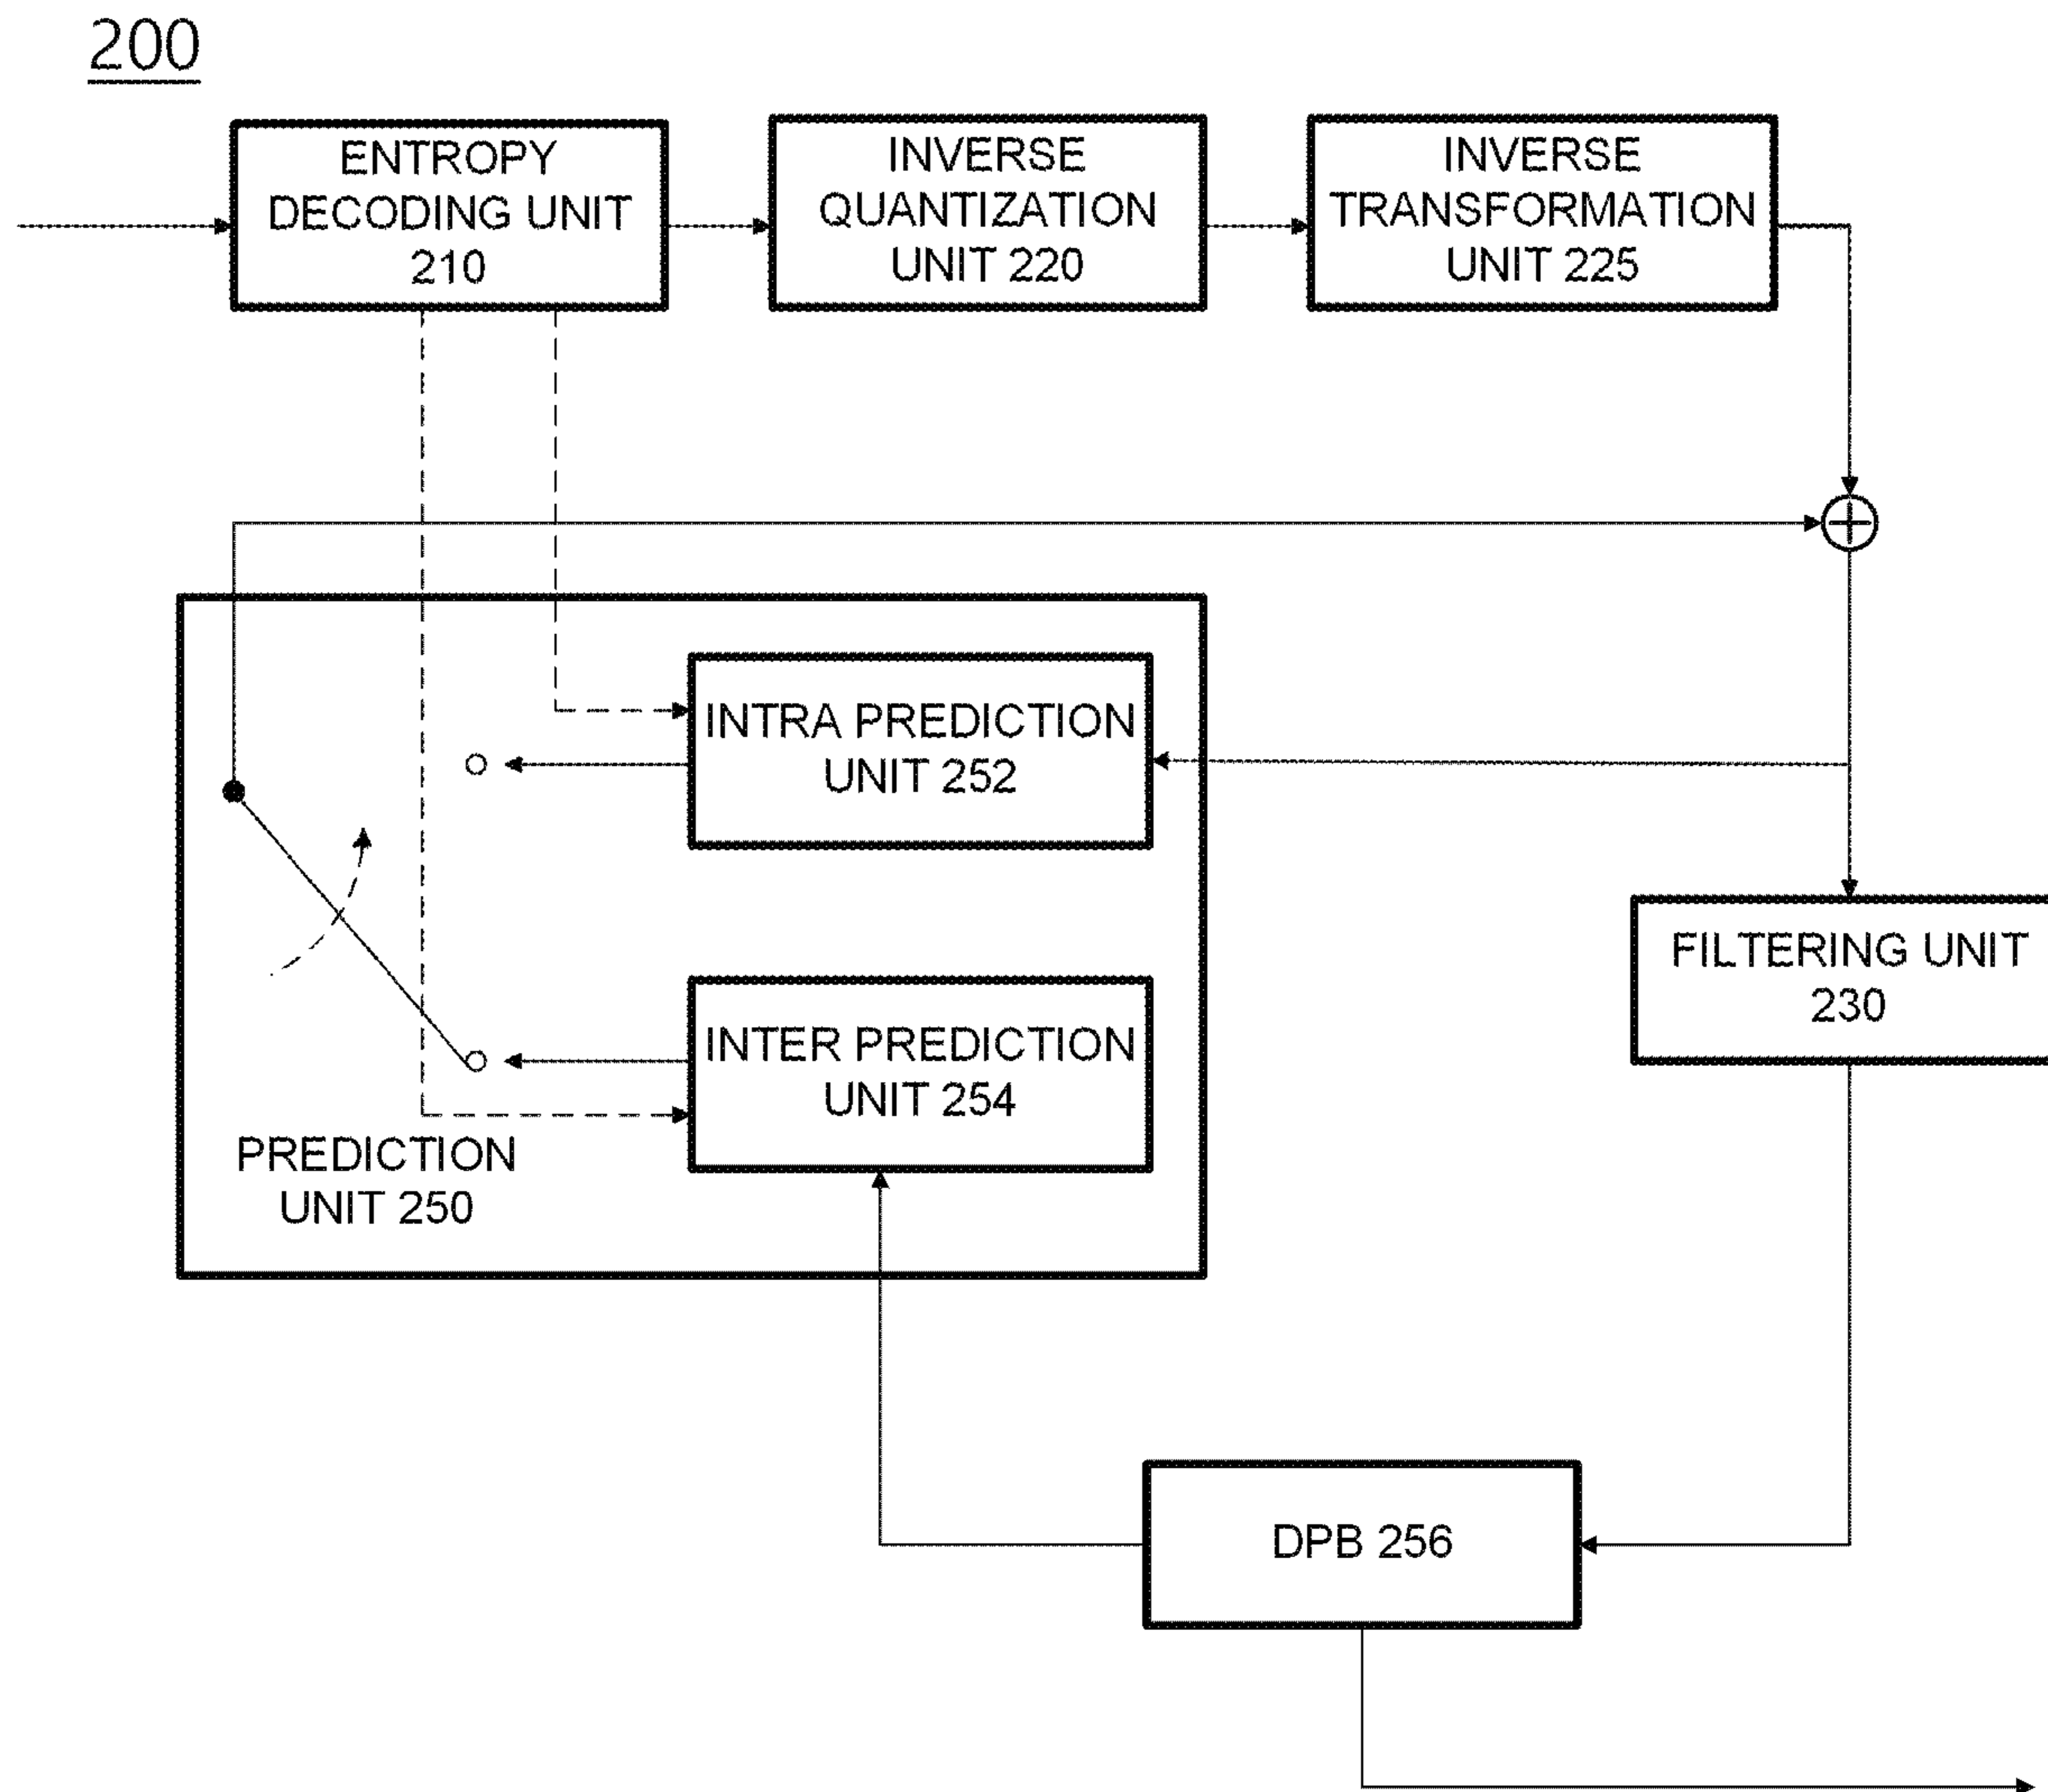 200
ENTROPY
DECODING UNIT
210
INVERSE
QUANTIZATION
UNIT 220
INVERSE
TRANSFORMATION
UNIT 225
INTRA PREDICTION
UNIT 252
FILTERING UNIT
230
INTER PREDICTION
UNIT 254
PREDICTION
UNIT 250
DPB 256